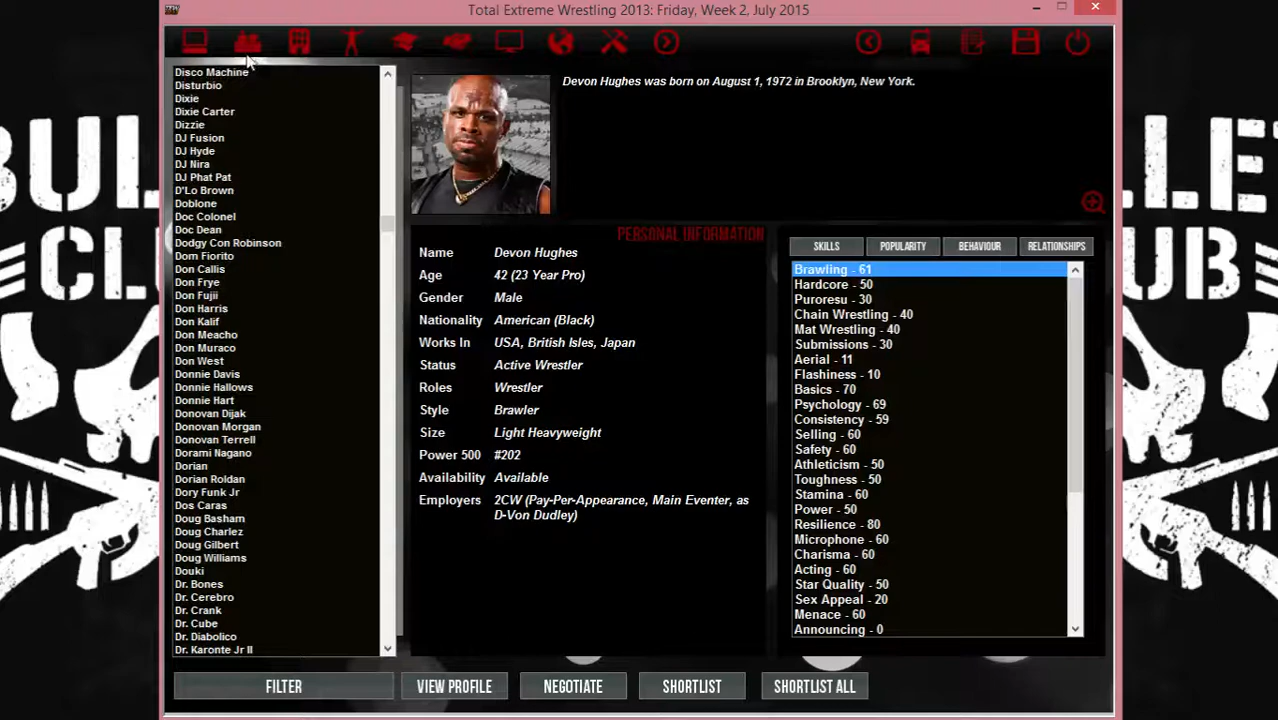 Total Extreme Wrestling 2013: Friday, Week 2, July 2015
Disco Machine
Disturbio
Dixie
Dixie Carter
Dizzie
DJ Fusion
DJ Hyde
DJ Nira
DJ Phat Pat
D'Lo Brown
Doblone
Doc Colonel
Doc Dean
Dodgy Con Robinson
Dom Fiorito
Don Callis
Don Frye
Don Fujii
Don Harris
Don Kalif
Don Meacho
Don Muraco
Don West
Donnie Davis
Donnie Hallows
Donnie Hart
Donovan Dijak
Donovan Morgan
Donovan Terrell
Dorami Nagano
Dorian
Dorian Roldan
Dory Funk Jr
Dos Caras
Doug Basham
Doug Charlez
Doug Gilbert
Doug Williams
Douki
Dr. Bones
Dr. Cerebro
Dr. Crank
Dr. Cube
Dr. Diabolico
Dr. Karonte Jr II
Devon Hughes was born on August 1, 1972 in Brooklyn, New York.
PERSONAL INFORMATION
Name Devon Hughes
Age 42 (23 Year Pro)
Gender Male
Nationality American (Black)
Works In USA, British Isles, Japan
Status Active Wrestler
Roles Wrestler
Style Brawler
Size Light Heavyweight
Power 500 #202
Availability Available
Employers 2CW (Pay-Per-Appearance, Main Eventer, as
D-Von Dudley)
SKILLS POPULARITY BEHAVIOUR RELATIONSHIPS
Brawling - 61
Hardcore - 50
Puroresu - 30
Chain Wrestling - 40
Mat Wrestling - 40
Submissions - 30
Aerial - 11
Flashiness - 10
Basics - 70
Psychology - 69
Consistency - 59
Selling - 60
Safety - 60
Athleticism - 50
Toughness - 50
Stamina - 60
Power - 50
Resilience - 80
Microphone - 60
Charisma - 60
Acting - 60
Star Quality - 50
Sex Appeal - 20
Menace - 60
Announcing - 0
FILTER VIEW PROFILE NEGOTIATE SHORTLIST SHORTLIST ALL